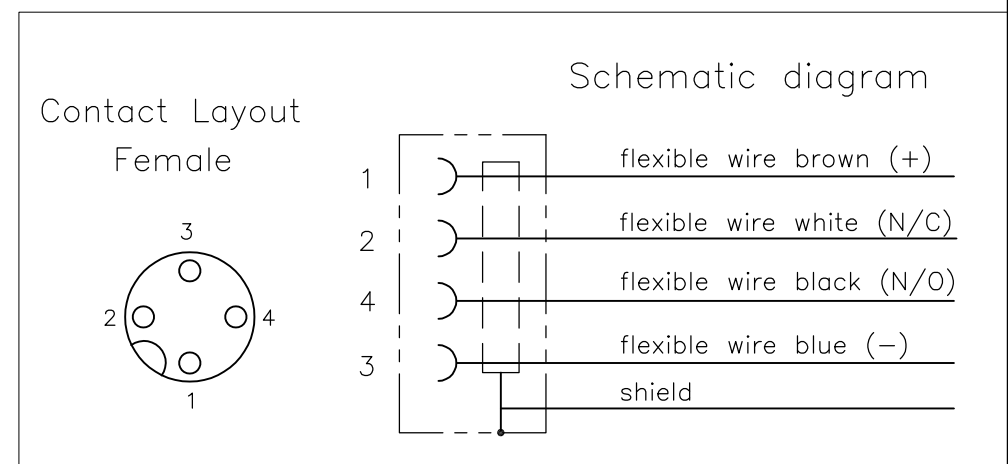 Contact Layout
Female
3
2
4
1
Schematic diagram
1
flexible wire brown (+)
2
flexible wire white (N/C)
4
flexible wire black (N/O)
3
flexible wire blue (-)
shield